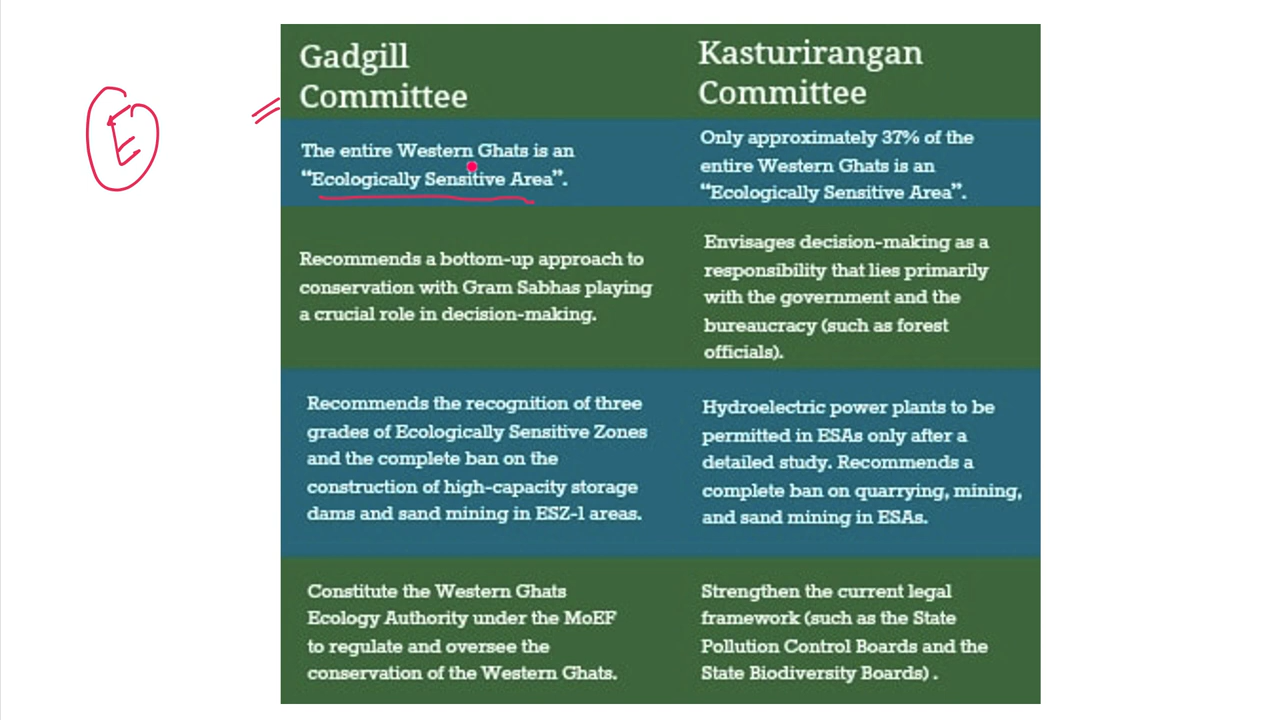 E
Gadgill
Committee
Kasturirangan
Committee
The entire Western Ghats is an
“Ecologically Sensitive Area”.
Only approximately 37% of the
entire Western Ghats is an
“Ecologically Sensitive Area”.
Recommends a bottom-up approach to
conservation with Gram Sabhas playing
a crucial role in decision-making.
Envisages decision-making as a
responsibility that lies primarily
with the government and the
bureaucracy (such as forest
officials).
Recommends the recognition of three
grades of Ecologically Sensitive Zones
and the complete ban on the
construction of high-capacity storage
dams and sand mining in ESZ-1 areas.
Hydroelectric power plants to be
permitted in ESAs only after a
detailed study. Recommends a
complete ban on quarrying, mining,
and sand mining in ESAs.
Constitute the Western Ghats
Ecology Authority under the MoEF
to regulate and oversee the
conservation of the Western Ghats.
Strengthen the current legal
framework (such as the State
Pollution Control Boards and the
State Biodiversity Boards) .